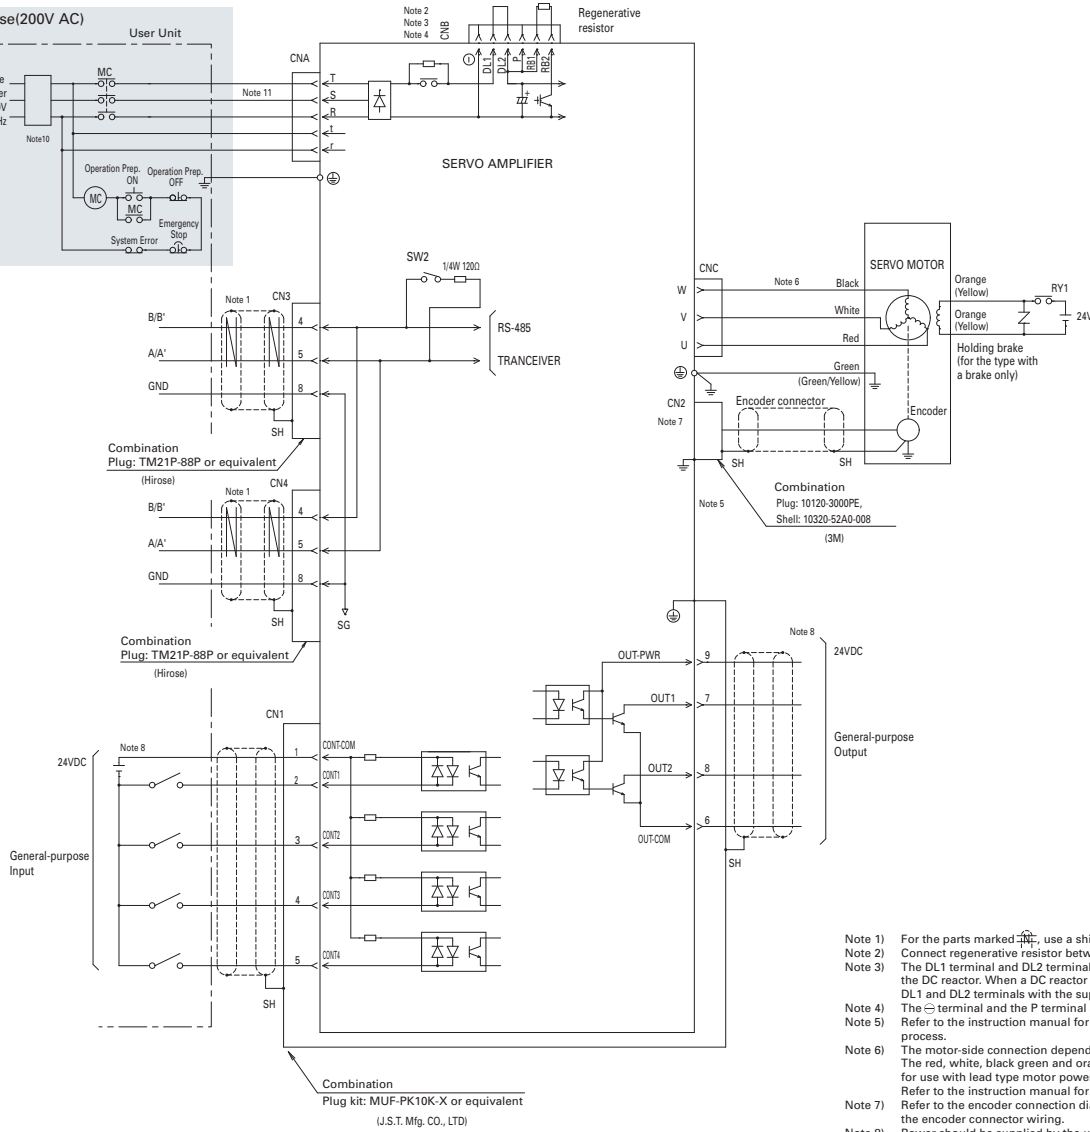 se(200V AC)
User Unit
Note 2
Note 3
Note 4
CNB
Regenerative
resistor
CNA
MC
Note 11
Note10
T
S
R
t
r
DL1
DL2
P
RB1
RB2
SERVO AMPLIFIER
Operation Prep.
ON
Operation Prep.
OFF
MC
MC
Emergency
Stop
System Error
SW2
1/4W 120Ω
Note 1
CN3
B/B'
4
RS-485
A/A'
5
TRANCEIVER
GND
8
SH
Combination
Plug: TM21P-88P or equivalent
(Hirose)
Note 1
CN4
B/B'
4
A/A'
5
GND
8
SH
SG
Combination
Plug: TM21P-88P or equivalent
(Hirose)
CNC
SERVO MOTOR
W
Note 6
Black
V
White
U
Red
Green
(Green/Yellow)
Orange
(Yellow)
Orange
(Yellow)
RY1
24V
Holding brake
(for the type with
a brake only)
CN2
Note 7
Encoder connector
Encoder
SH
SH
Note 5
Combination
Plug: 10120-3000PE,
Shell: 10320-52A0-008
(3M)
Note 8
24VDC
OUT-PWR
9
OUT1
7
OUT2
8
OUT-COM
6
SH
General-purpose
Output
CN1
24VDC
Note 8
1
CONT-COM
2
CONT1
3
CONT2
4
CONT3
5
CONT4
General-purpose
Input
SH
Combination
Plug kit: MUF-PK10K-X or equivalent
(J.S.T. Mfg. CO., LTD)
Note 1) For the parts marked , use a shi
Note 2) Connect regenerative resistor betw
Note 3) The DL1 terminal and DL2 terminal
the DC reactor. When a DC reactor
DL1 and DL2 terminals with the su
Note 4) The ⊖ terminal and the P terminal
Note 5) Refer to the instruction manual for
process.
Note 6) The motor-side connection depend
The red, white, black green and ora
for use with lead type motor power
Refer to the instruction manual for
Note 7) Refer to the encoder connection dia
the encoder connector wiring.